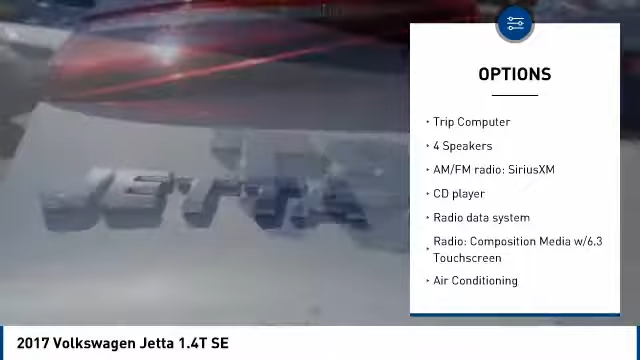 JETTA
OPTIONS
Trip Computer
4 Speakers
AM/FM radio: SiriusXM
CD player
Radio data system
Radio: Composition Media w/6.3
Touchscreen
Air Conditioning
2017 Volkswagen Jetta 1.4T SE